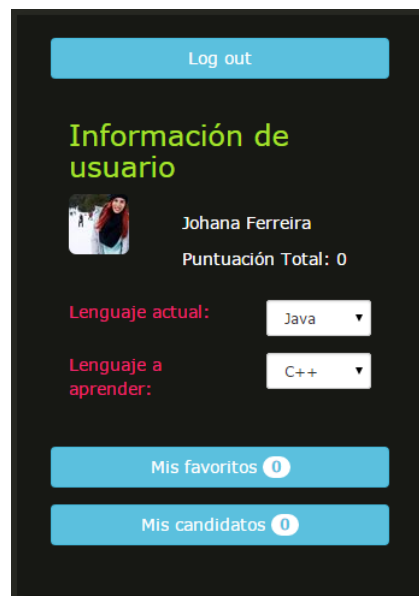 Log out
Información de
usuario
Johana Ferreira
Puntuación Total: 0
Lenguaje actual:
Java
Lenguaje a
aprender:
C++
Mis favoritos 0
Mis candidatos 0